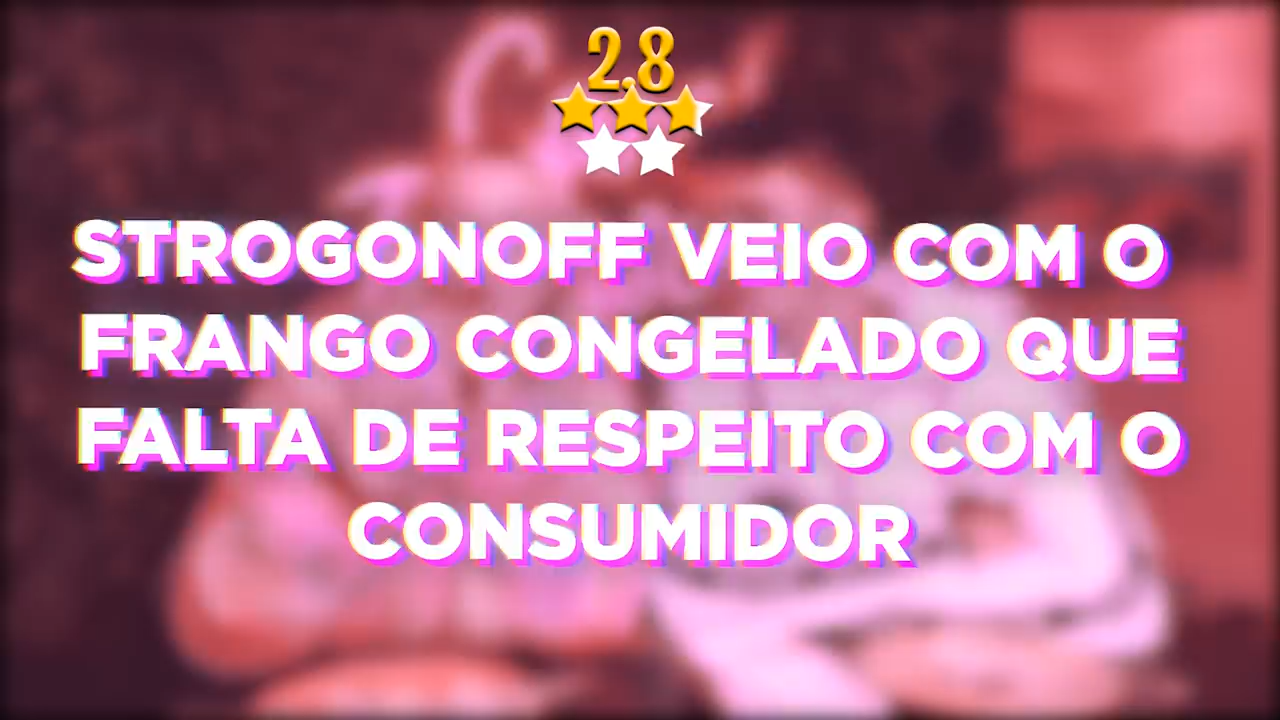 2.8
STROGONOFF VEIO COM O
FRANGO CONGELADO QUE
FALTA DE RESPEITO COM O
CONSUMIDOR